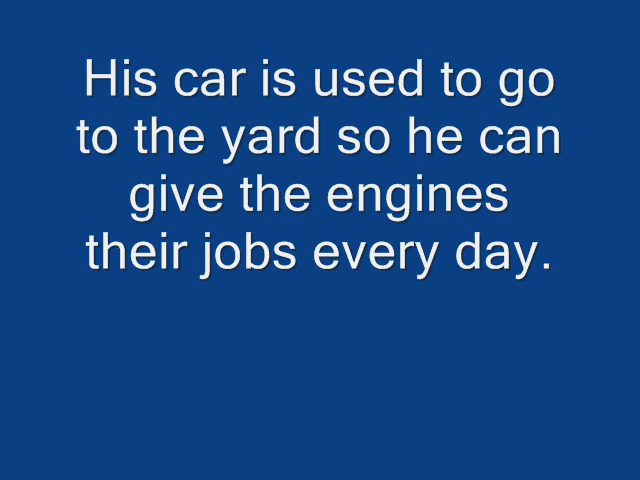 His car is used to go
to the yard so he can
give the engines
their jobs every day.